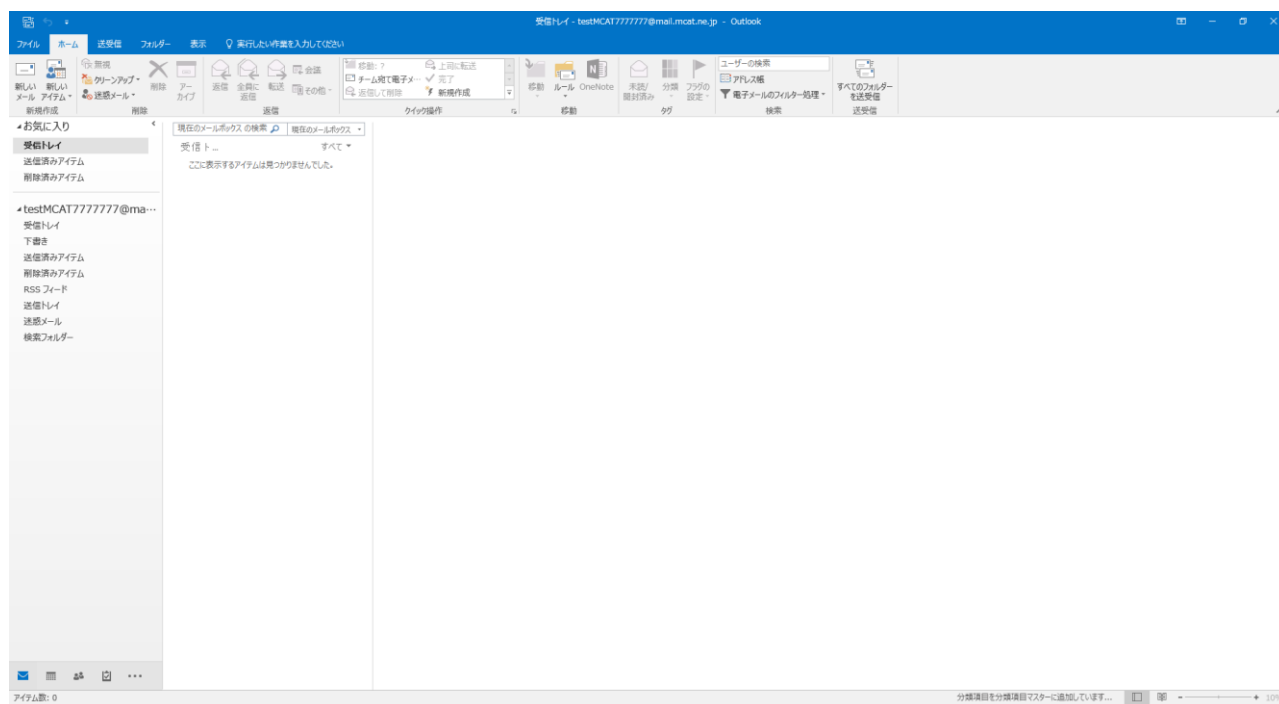 受信トレイ - testMCAT7777777@mail.mcat.ne.jp - Outlook
ファイル ホーム 送受信 フォルダー 表示 実行したい作業を入力してください
新しい メール
新しい アイテム
無視
クリーンアップ
迷惑メール
削除
アー カイブ
返信
全員に 返信
転送
会議
その他
移動: ?
チーム宛て電子メ…
返信して削除
上司に転送
完了
新規作成
移動
ルール
OneNote
未読/ 開封済み
分類
フラグの 設定
ユーザーの検索
アドレス帳
電子メールのフィルター処理
すべてのフォルダー を送受信
新規作成 削除 返信 クイック操作 移動 タグ 検索 送受信
お気に入り
受信トレイ
送信済みアイテム
削除済みアイテム
testMCAT7777777@ma…
受信トレイ
下書き
送信済みアイテム
削除済みアイテム
RSS フィード
送信トレイ
迷惑メール
検索フォルダー
現在のメールボックス の検索 現在のメールボックス
受信ト... すべて
ここに表示するアイテムは見つかりませんでした。
アイテム数: 0
分類項目を分類項目マスターに追加しています...